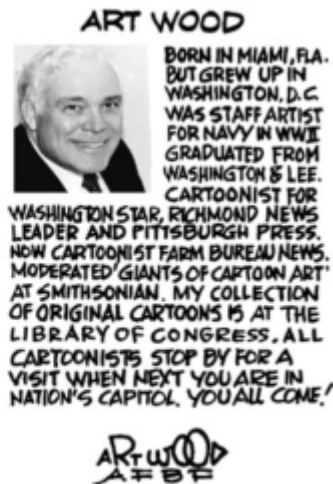 ART WOOD
BORN IN MIAMI, FLA.
BUT GREW UP IN
WASHINGTON, D.C.
WAS STAFF ARTIST
FOR NAVY IN WWII
GRADUATED FROM
WASHINGTON & LEE.
CARTOONIST FOR
WASHINGTON STAR, RICHMOND NEWS
LEADER AND PITTSBURGH PRESS.
NOW CARTOONIST FARM BUREAU NEWS.
MODERATED 'GIANTS OF CARTOON ART'
AT SMITHSONIAN. MY COLLECTION
OF ORIGINAL CARTOONS IS AT THE
LIBRARY OF CONGRESS. ALL
CARTOONISTS STOP BY FOR A
VISIT WHEN NEXT YOU ARE IN
NATION'S CAPITOL. YOU ALL COME!
ART WOOD
AFBF